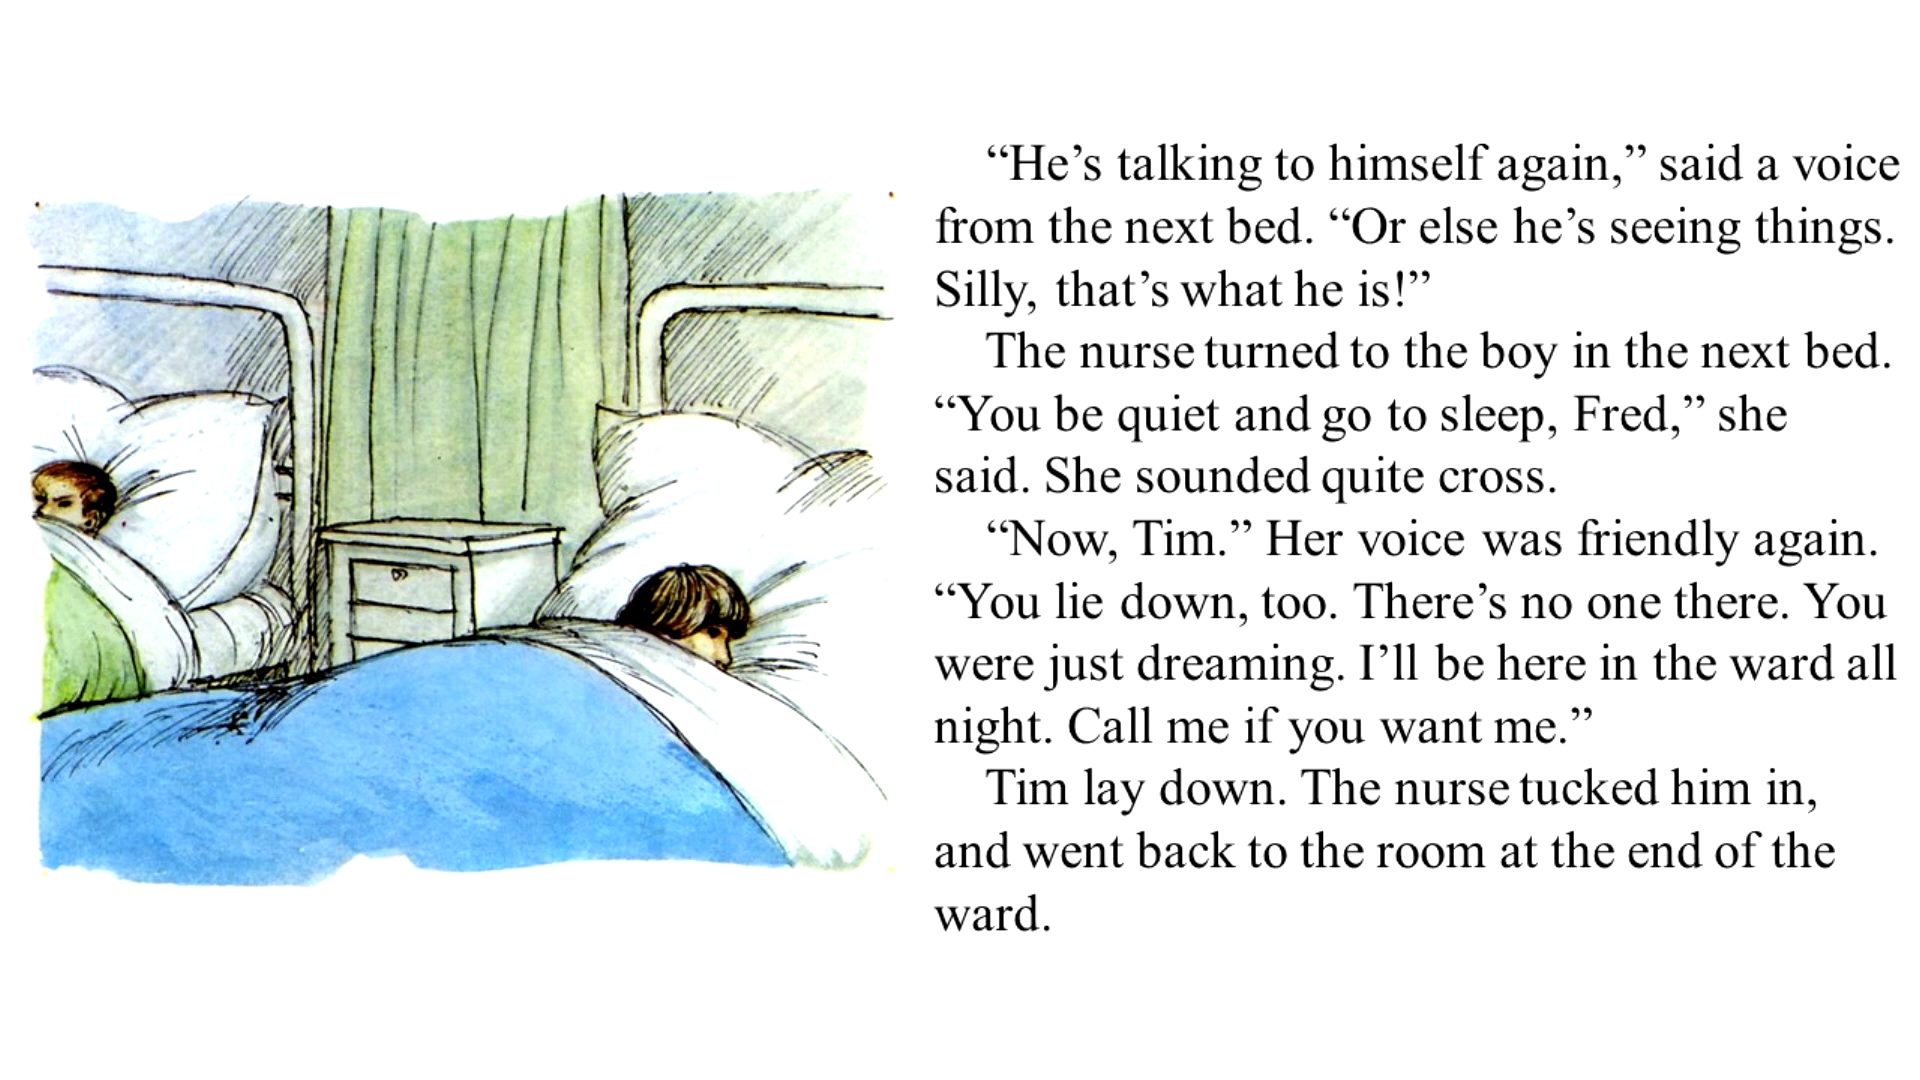 “He’s talking to himself again,” said a voice
from the next bed. “Or else he’s seeing things.
Silly, that’s what he is!”
The nurse turned to the boy in the next bed.
“You be quiet and go to sleep, Fred,” she
said. She sounded quite cross.
“Now, Tim.” Her voice was friendly again.
“You lie down, too. There’s no one there. You
were just dreaming. I’ll be here in the ward all
night. Call me if you want me.”
Tim lay down. The nurse tucked him in,
and went back to the room at the end of the
ward.